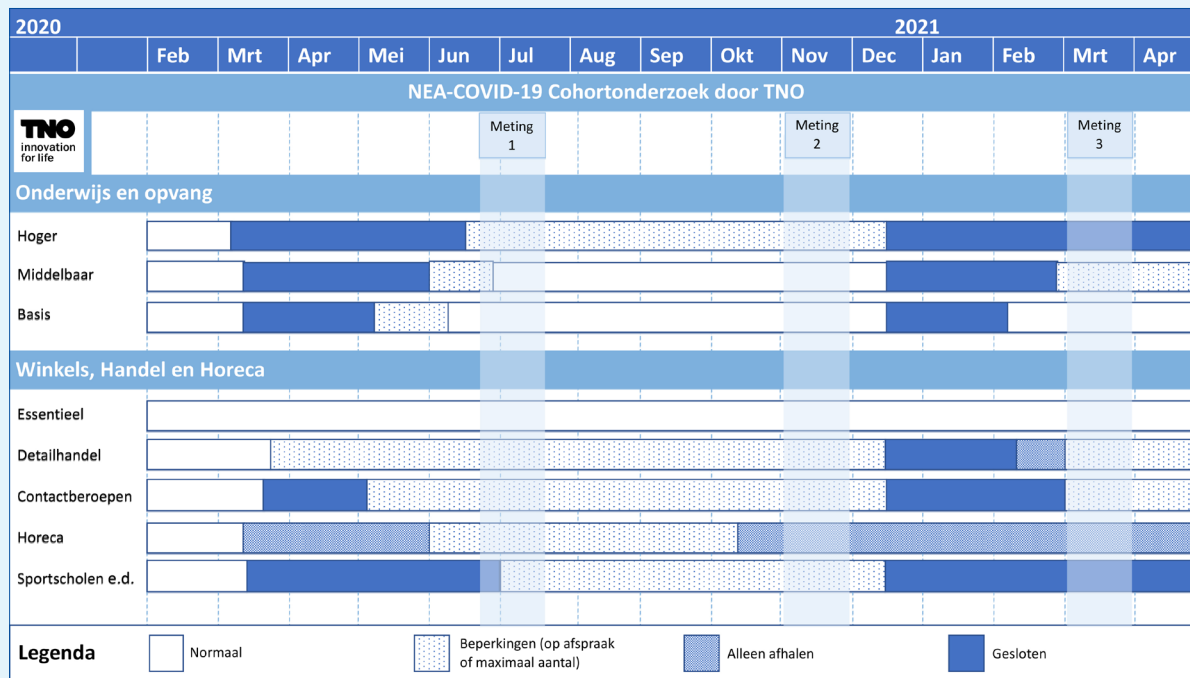 2020 2021
Feb Mrt Apr Mei Jun Jul Aug Sep Okt Nov Dec Jan Feb Mrt Apr
NEA-COVID-19 Cohortonderzoek door TNO
TNO
innovation
for life
Meting
1
Meting
2
Meting
3
Onderwijs en opvang
Hoger
Middelbaar
Basis
Winkels, Handel en Horeca
Essentieel
Detailhandel
Contactberoepen
Horeca
Sportscholen e.d.
Legenda
Normaal
Beperkingen (op afspraak
of maximaal aantal)
Alleen afhalen
Gesloten